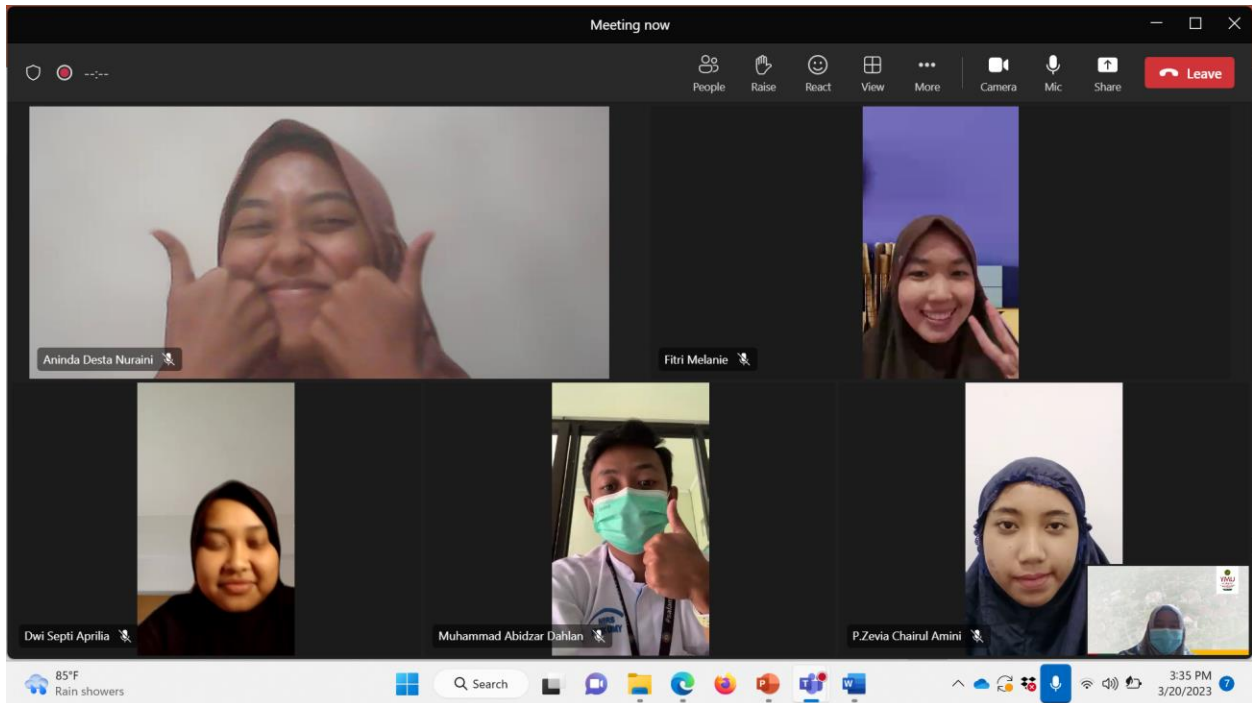 Meeting now
--:--
People
Raise
React
View
More
Camera
Mic
Share
Leave
Aninda Desta Nuraini
Fitri Melanie
Dwi Septi Aprilia
Muhammad Abidzar Dahlan
P.Zevia Chairul Amini
85°F
Rain showers
Search
3:35 PM
3/20/2023
7